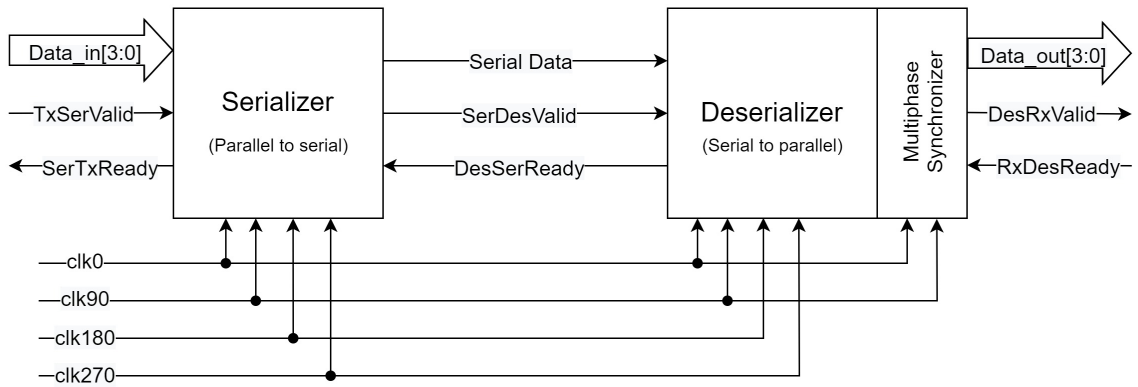 Data_in[3:0]
TxSerValid
SerTxReady
Serializer
(Parallel to serial)
Serial Data
SerDesValid
DesSerReady
Deserializer
(Serial to parallel)
Multiphase
Synchronizer
Data_out[3:0]
DesRxValid
RxDesReady
clk0
clk90
clk180
clk270